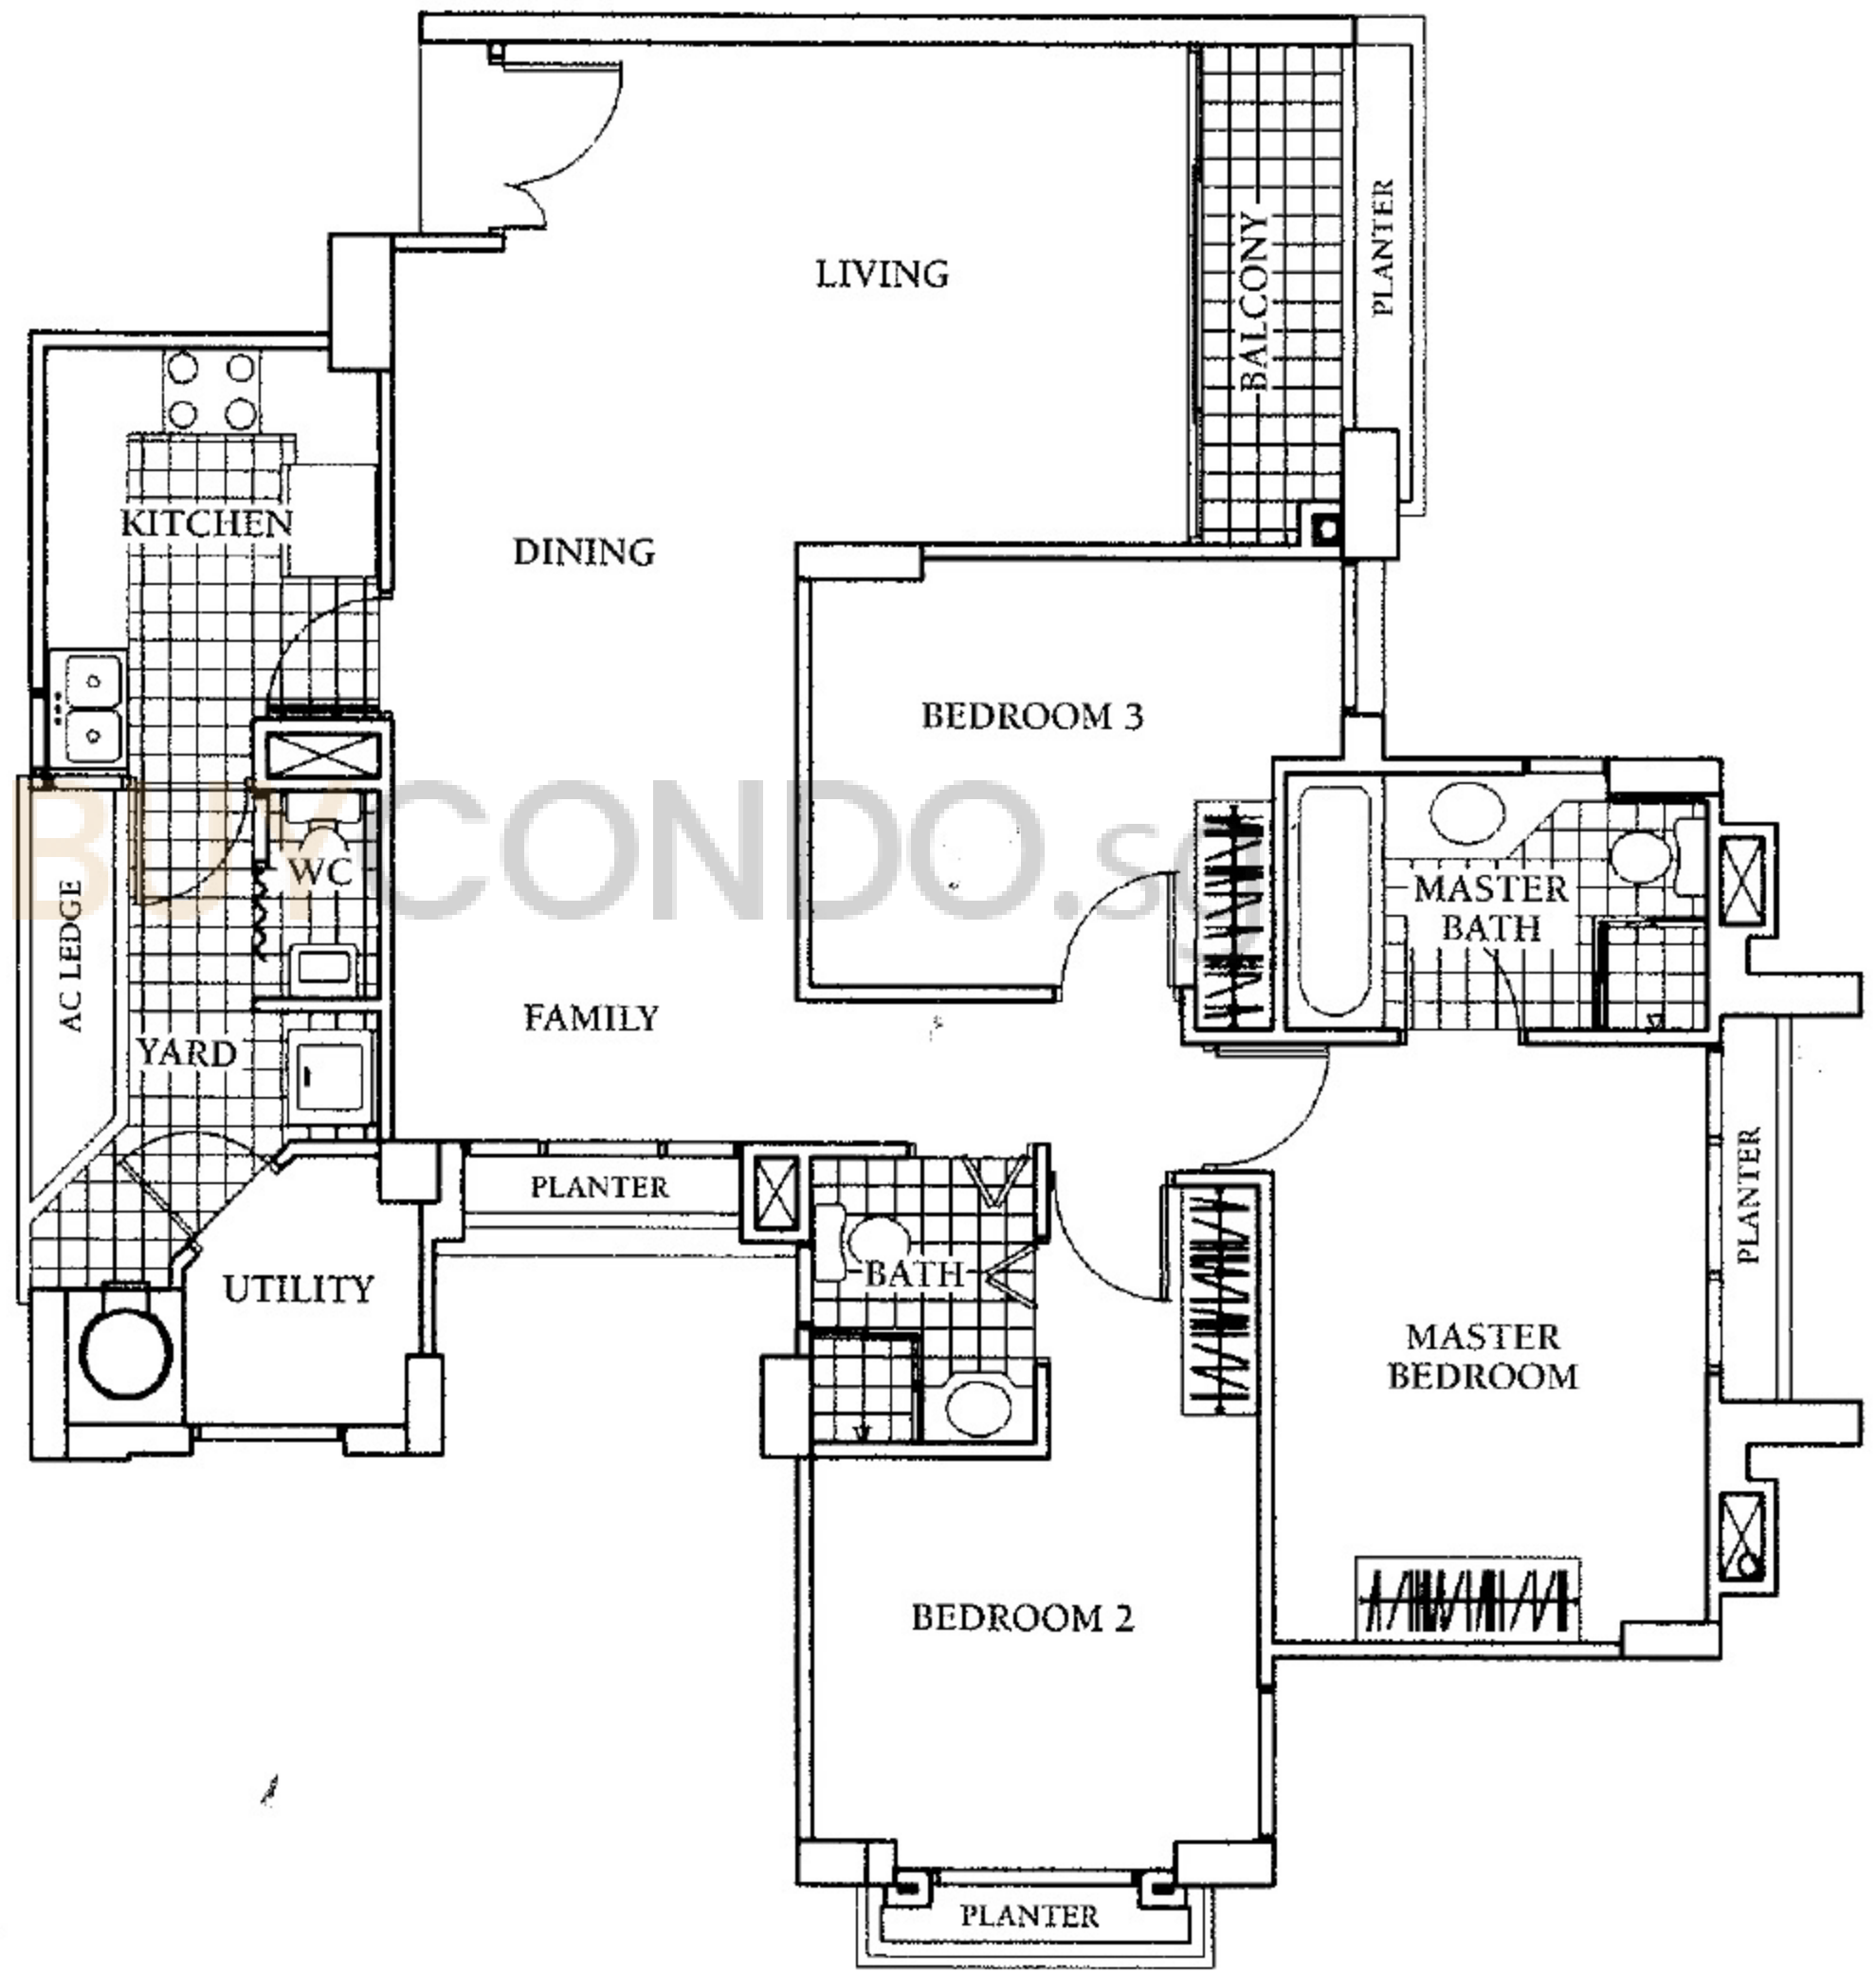 LIVING
BALCONY
PLANTER
KITCHEN
DINING
BEDROOM 3
BUYCONDO.sg
WC
MASTER
BATH
AC LEDGE
FAMILY
YARD
PLANTER
PLANTER
UTILITY
BATH
MASTER
BEDROOM
BEDROOM 2
PLANTER